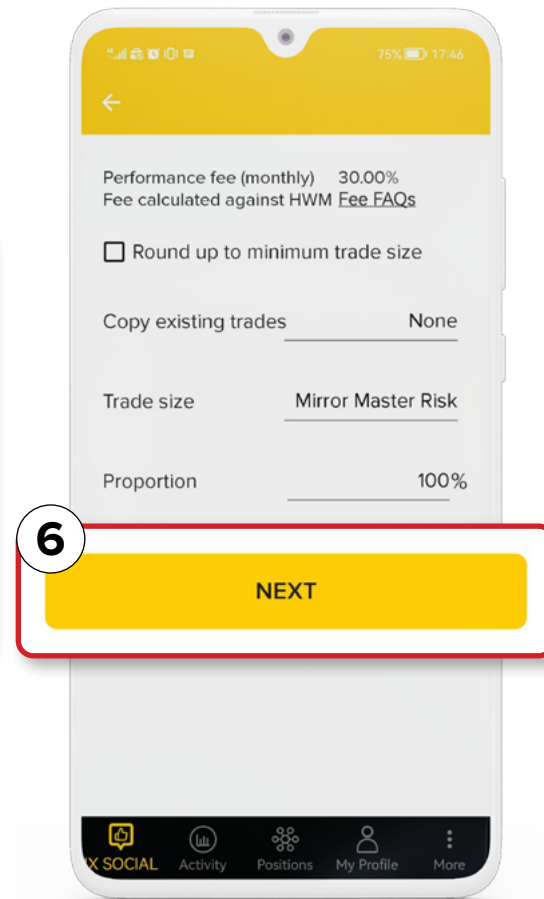 75% 17:46
Performance fee (monthly) 30.00%
Fee calculated against HWM Fee FAQs
Round up to minimum trade size
Copy existing trades None
Trade size Mirror Master Risk
Proportion 100%
6
NEXT
X SOCIAL Activity Positions My Profile More